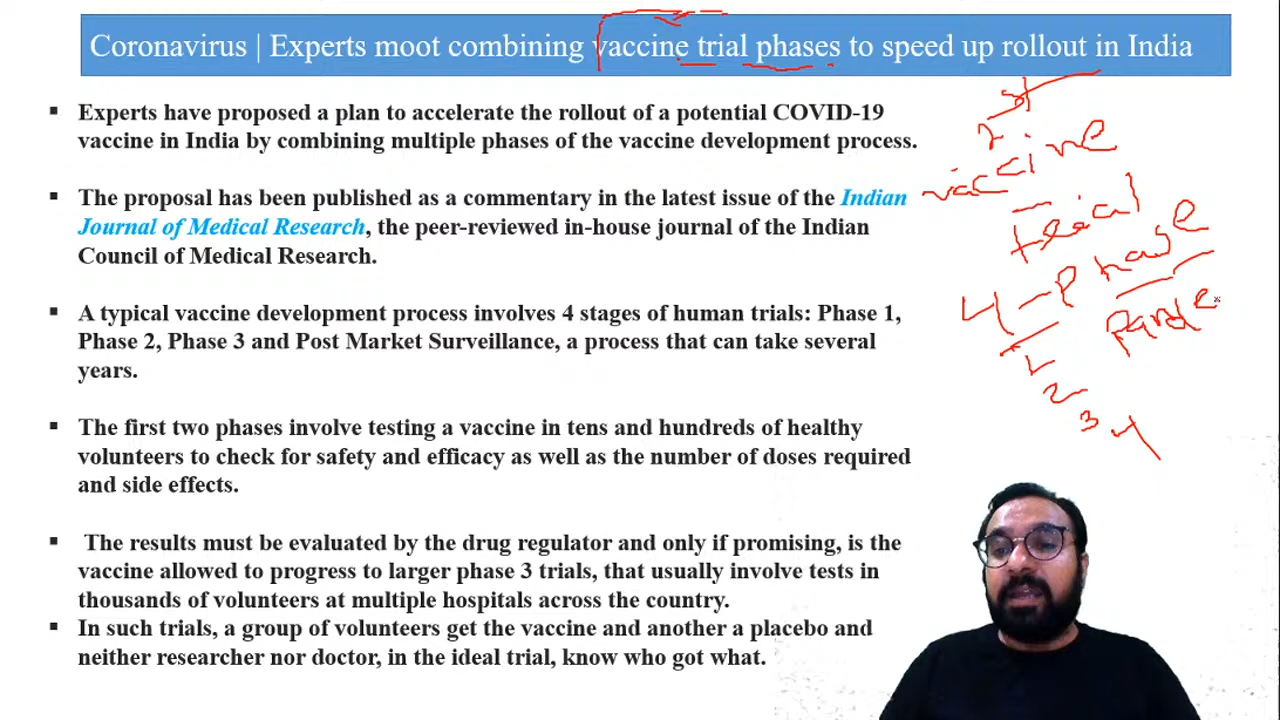 Coronavirus | Experts moot combining vaccine trial phases to speed up rollout in India
▪ Experts have proposed a plan to accelerate the rollout of a potential COVID-19
vaccine in India by combining multiple phases of the vaccine development process.
▪ The proposal has been published as a commentary in the latest issue of the Indian
Journal of Medical Research, the peer-reviewed in-house journal of the Indian
Council of Medical Research.
▪ A typical vaccine development process involves 4 stages of human trials: Phase 1,
Phase 2, Phase 3 and Post Market Surveillance, a process that can take several
years.
▪ The first two phases involve testing a vaccine in tens and hundreds of healthy
volunteers to check for safety and efficacy as well as the number of doses required
and side effects.
▪ The results must be evaluated by the drug regulator and only if promising, is the
vaccine allowed to progress to larger phase 3 trials, that usually involve tests in
thousands of volunteers at multiple hospitals across the country.
▪ In such trials, a group of volunteers get the vaccine and another a placebo and
neither researcher nor doctor, in the ideal trial, know who got what.
vaccine
trial
4 - Phase
Pande
1
2
3 4